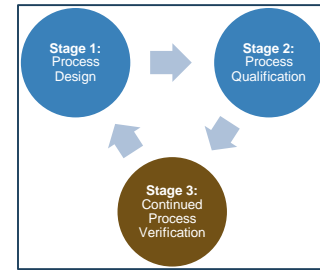 Stage 1:
Process
Design
Stage 2:
Process
Qualification
Stage 3:
Continued
Process
Verification